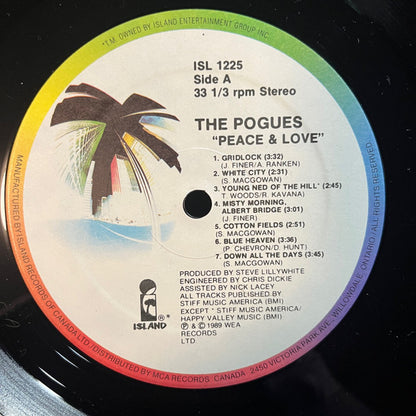 *T.M. OWNED BY ISLAND ENTERTAINMENT GROUP INC.
ISL 1225
Side A
33 1/3 rpm Stereo
THE POGUES
"PEACE & LOVE"
1. GRIDLOCK (3:32)
(J. FINER/A. RANKEN)
2. WHITE CITY (2:31)
(S. MACGOWAN)
3. YOUNG NED OF THE HILL* (2:45)
T. WOODS/R. KAVANA)
4. MISTY MORNING,
ALBERT BRIDGE (3:01)
(J. FINER)
5. COTTON FIELDS (2:51)
(S. MACGOWAN)
6. BLUE HEAVEN (3:36)
(P. CHEVRON/D. HUNT)
7. DOWN ALL THE DAYS (3:45)
(S. MACGOWAN)
PRODUCED BY STEVE LILLYWHITE
ENGINEERED BY CHRIS DICKIE
ASSISTED BY NICK LACEY
ALL TRACKS PUBLISHED BY
STIFF MUSIC AMERICA (BMI)
EXCEPT * STIFF MUSIC AMERICA/
HAPPY VALLEY MUSIC (BMI)
℗ & © 1989 WEA
RECORDS
LTD.
ISLAND ®*
MANUFACTURED BY ISLAND RECORDS OF CANADA LTD. DISTRIBUTED BY MCA RECORDS CANADA, 2450 VICTORIA PARK AVE., WILLOWDALE, ONTARIO / ALL RIGHTS RESERVED.